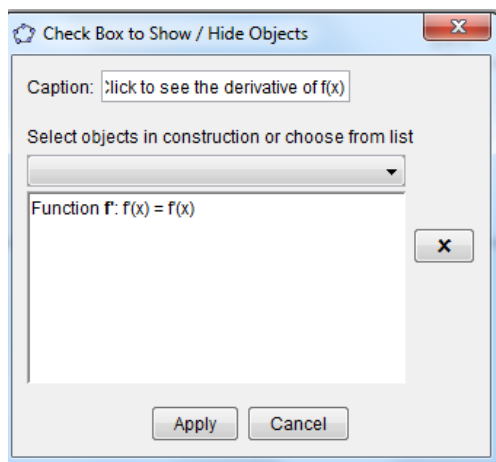 Check Box to Show / Hide Objects
Caption: Click to see the derivative of f(x)
Select objects in construction or choose from list
Function f': f'(x) = f'(x)
x
Apply Cancel